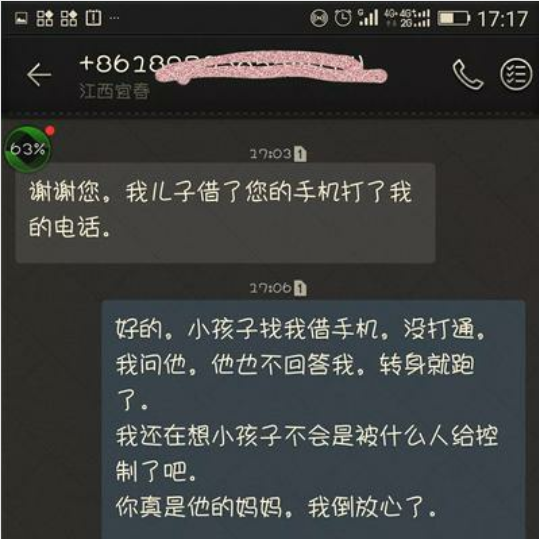 17:17
江西宜春
63%
17:03
谢谢您。我儿子借了您的手机打了我
的电话。
17:06
好的。小孩子找我借手机。没打通。
我问他。他也不回答我。转身就跑
了。
我还在想小孩子不会是被什么人给控
制了吧。
你真是他的妈妈。我倒放心了。